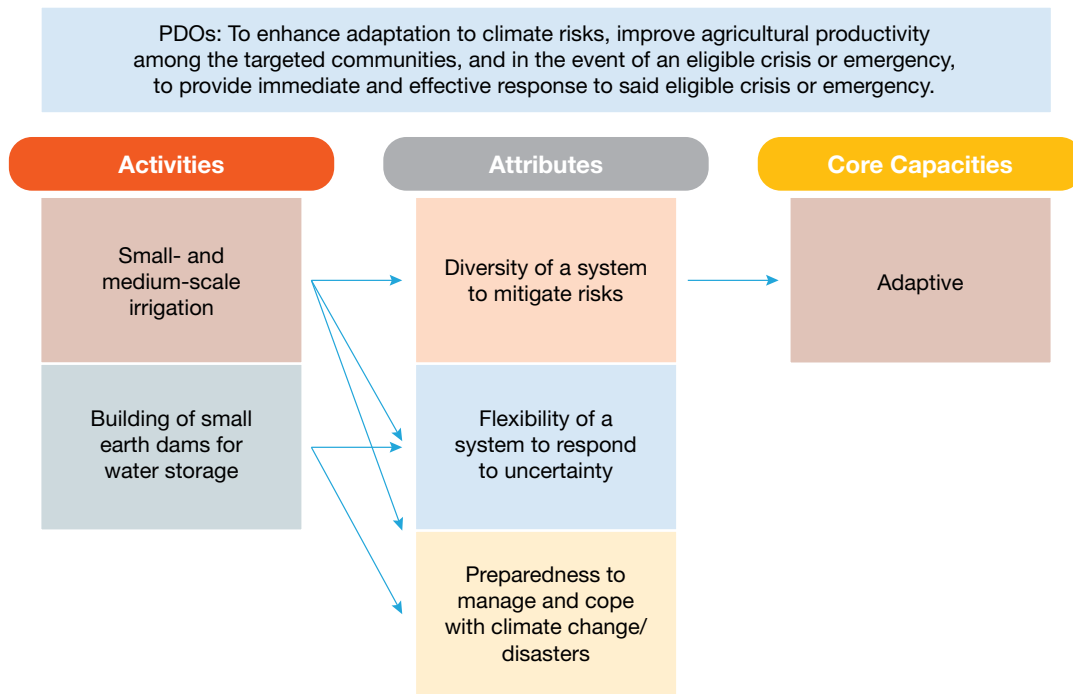 PDOs: To enhance adaptation to climate risks, improve agricultural productivity
among the targeted communities, and in the event of an eligible crisis or emergency,
to provide immediate and effective response to said eligible crisis or emergency.
Activities
Attributes
Core Capacities
Small- and
medium-scale
irrigation
Diversity of a system
to mitigate risks
Adaptive
Building of small
earth dams for
water storage
Flexibility of a
system to respond
to uncertainty
Preparedness to
manage and cope
with climate change/
disasters